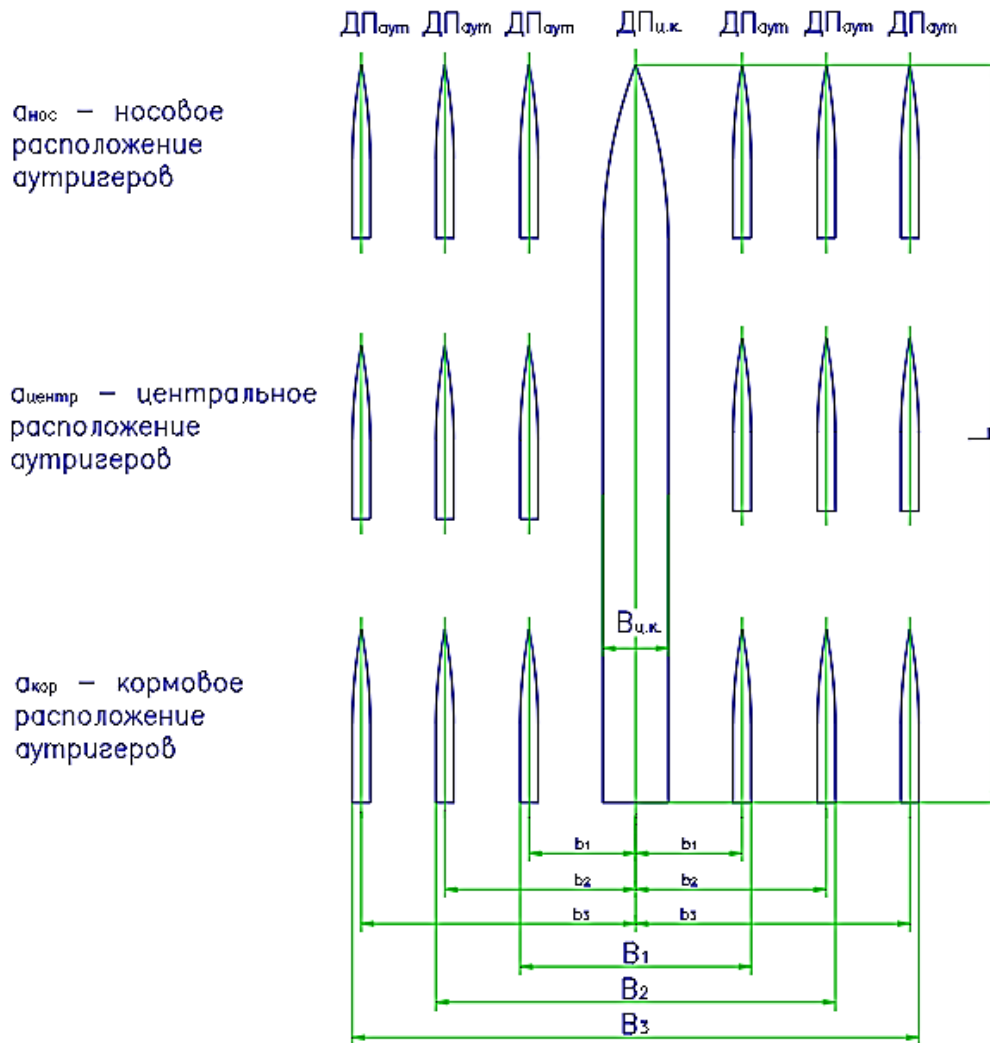 ДПаут ДПаут ДПаут ДПц.к. ДПаут ДПаут ДПаут
aнос – носовое
расположение
аутригеров
aцентр – центральное
расположение
аутригеров
L
Bц.к.
aкор – кормовое
расположение
аутригеров
b1 b1
b2 b2
b3 b3
B1
B2
B3